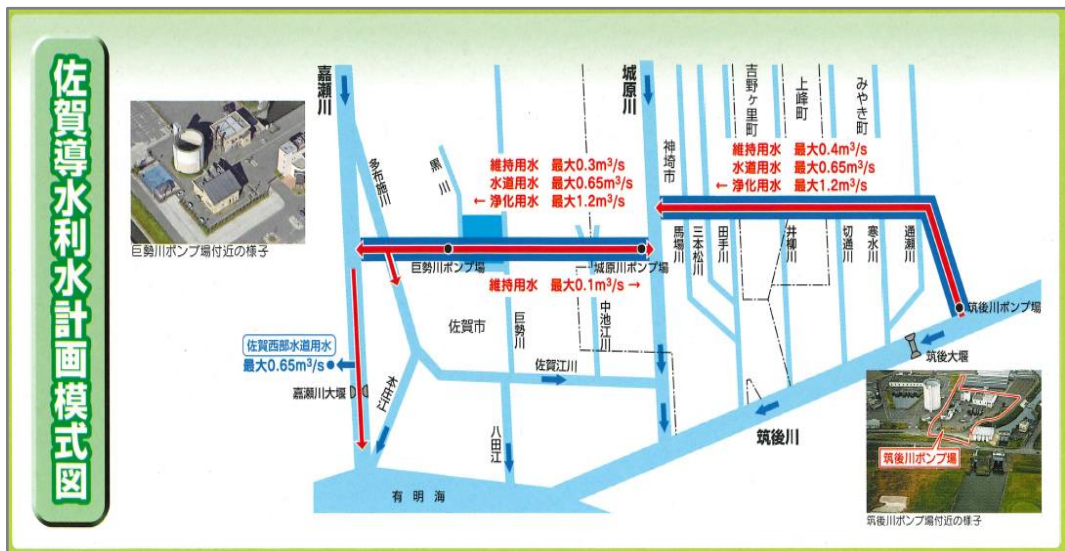 佐賀導水利水計画模式図
嘉瀬川
城原川
吉野ヶ里町
上峰町
みやき町
神埼市
多布施川
黒川
維持用水 最大0.3m³/s
水道用水 最大0.65m³/s
← 浄化用水 最大1.2m³/s
維持用水 最大0.4m³/s
水道用水 最大0.65m³/s
← 浄化用水 最大1.2m³/s
巨勢川ポンプ場付近の様子
巨勢川ポンプ場
城原川ポンプ場
馬場川
三本松川
田手川
井柳川
切通川
寒水川
通瀬川
維持用水 最大0.1m³/s →
筑後川ポンプ場
佐賀市
巨勢川
中池江川
佐賀西部水道用水
最大0.65m³/s
佐賀江川
筑後大堰
嘉瀬川大堰
本庄江
八田江
筑後川
筑後川ポンプ場
有明海
筑後川ポンプ場付近の様子